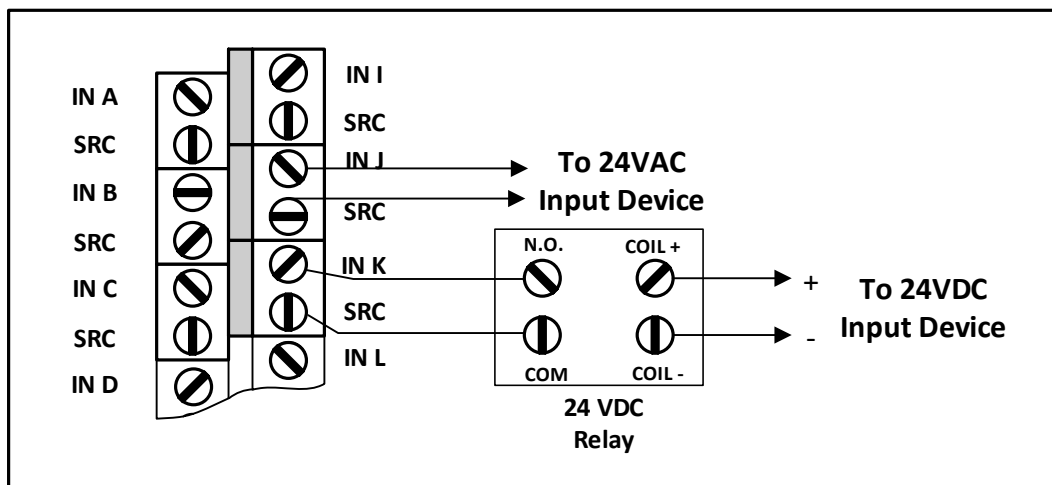 IN A
SRC
IN B
SRC
IN C
SRC
IN D
IN I
SRC
IN J
SRC
IN K
SRC
IN L
To 24VAC
Input Device
N.O.
COIL +
COM
COIL -
24 VDC
Relay
+
-
To 24VDC
Input Device